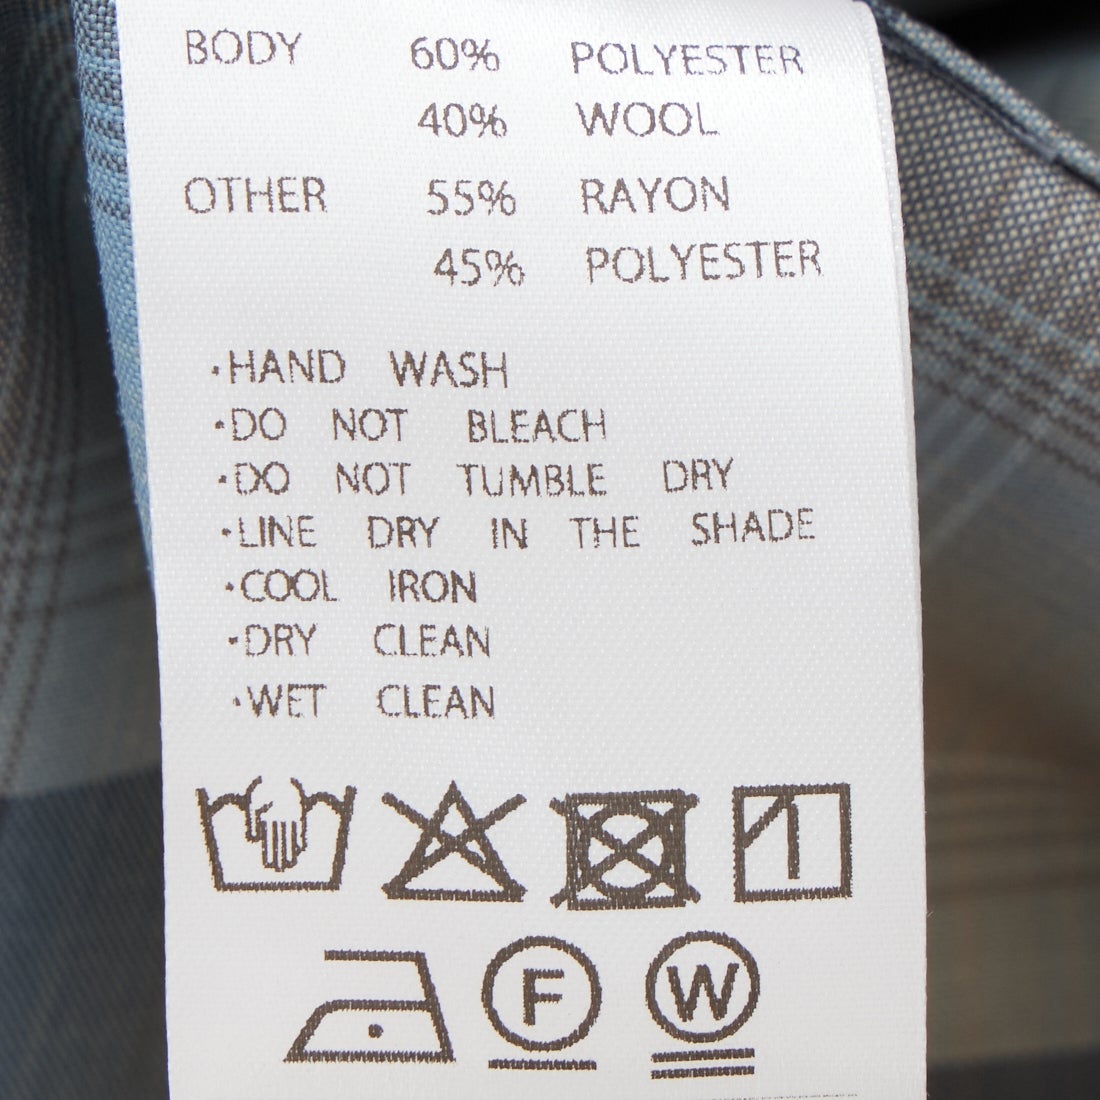 BODY 60% POLYESTER
40% WOOL
OTHER 55% RAYON
45% POLYESTER
·HAND WASH
·DO NOT BLEACH
·DO NOT TUMBLE DRY
·LINE DRY IN THE SHADE
·COOL IRON
·DRY CLEAN
·WET CLEAN
F W